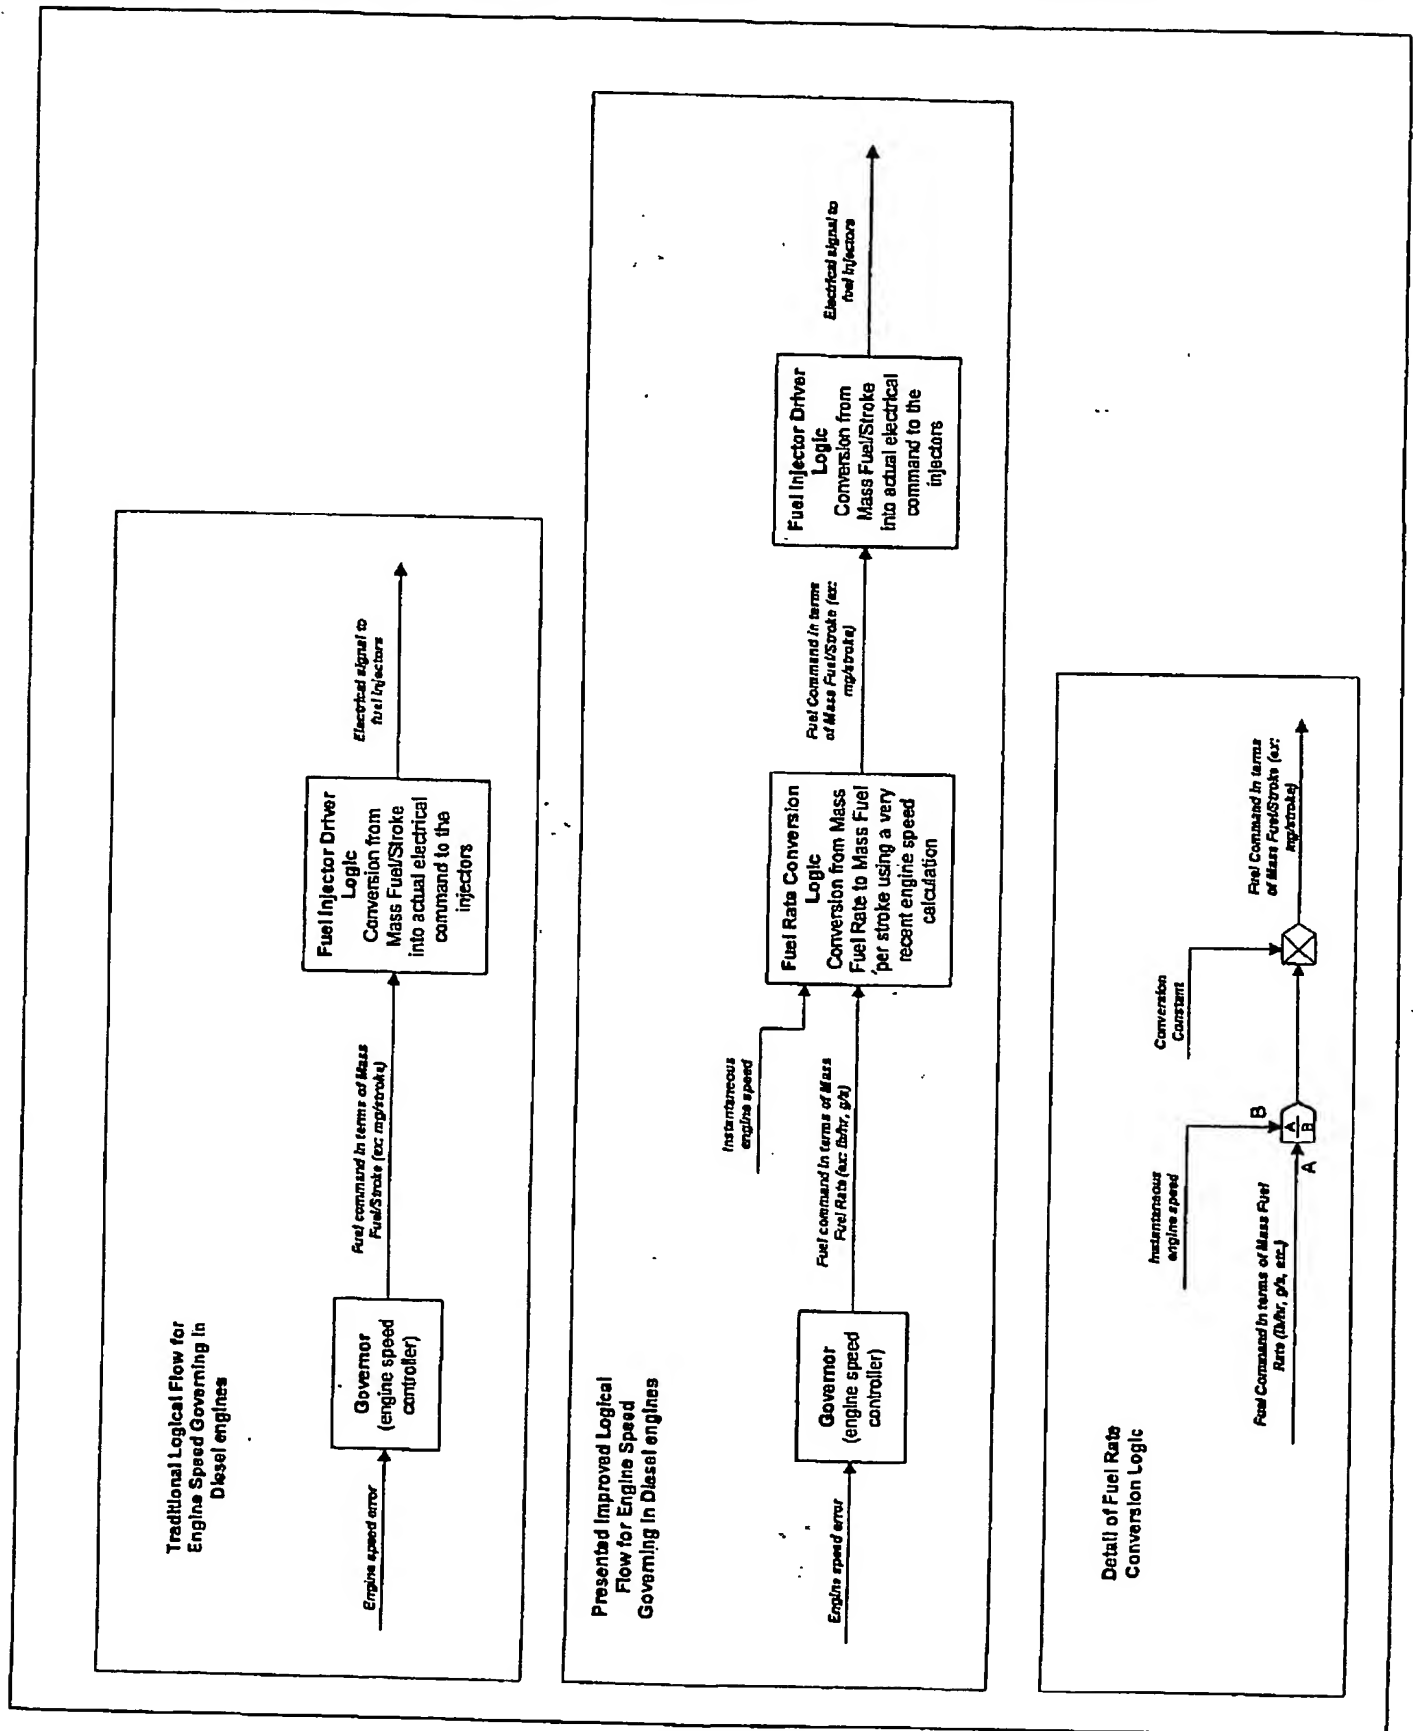 Traditional Logical Flow for
Engine Speed Governing in
Diesel engines
Engine speed error
Governor
(engine speed
controller)
Fuel command in terms of Mass
Fuel/Stroke (ex: mg/stroke)
Fuel Injector Driver
Logic
Conversion from
Mass Fuel/Stroke
into actual electrical
command to the
injectors
Electrical signal to
fuel injectors
Presented Improved Logical
Flow for Engine Speed
Governing in Diesel engines
Engine speed error
Governor
(engine speed
controller)
Fuel command in terms of Mass
Fuel Rate (ex: lb/hr, g/s)
Instantaneous
engine speed
Fuel Rate Conversion
Logic
Conversion from Mass
Fuel Rate to Mass Fuel
per stroke using a very
recent engine speed
calculation
Fuel Command in terms
of Mass Fuel/Stroke (ex:
mg/stroke)
Fuel Injector Driver
Logic
Conversion from
Mass Fuel/Stroke
into actual electrical
command to the
injectors
Electrical signal to
fuel injectors
Detail of Fuel Rate
Conversion Logic
Fuel Command in terms of Mass Fuel
Rate (lb/hr, g/s, etc.)
Instantaneous
engine speed
A
B
A
B
Conversion
Constant
Fuel Command in terms
of Mass Fuel/Stroke (ex:
mg/stroke)